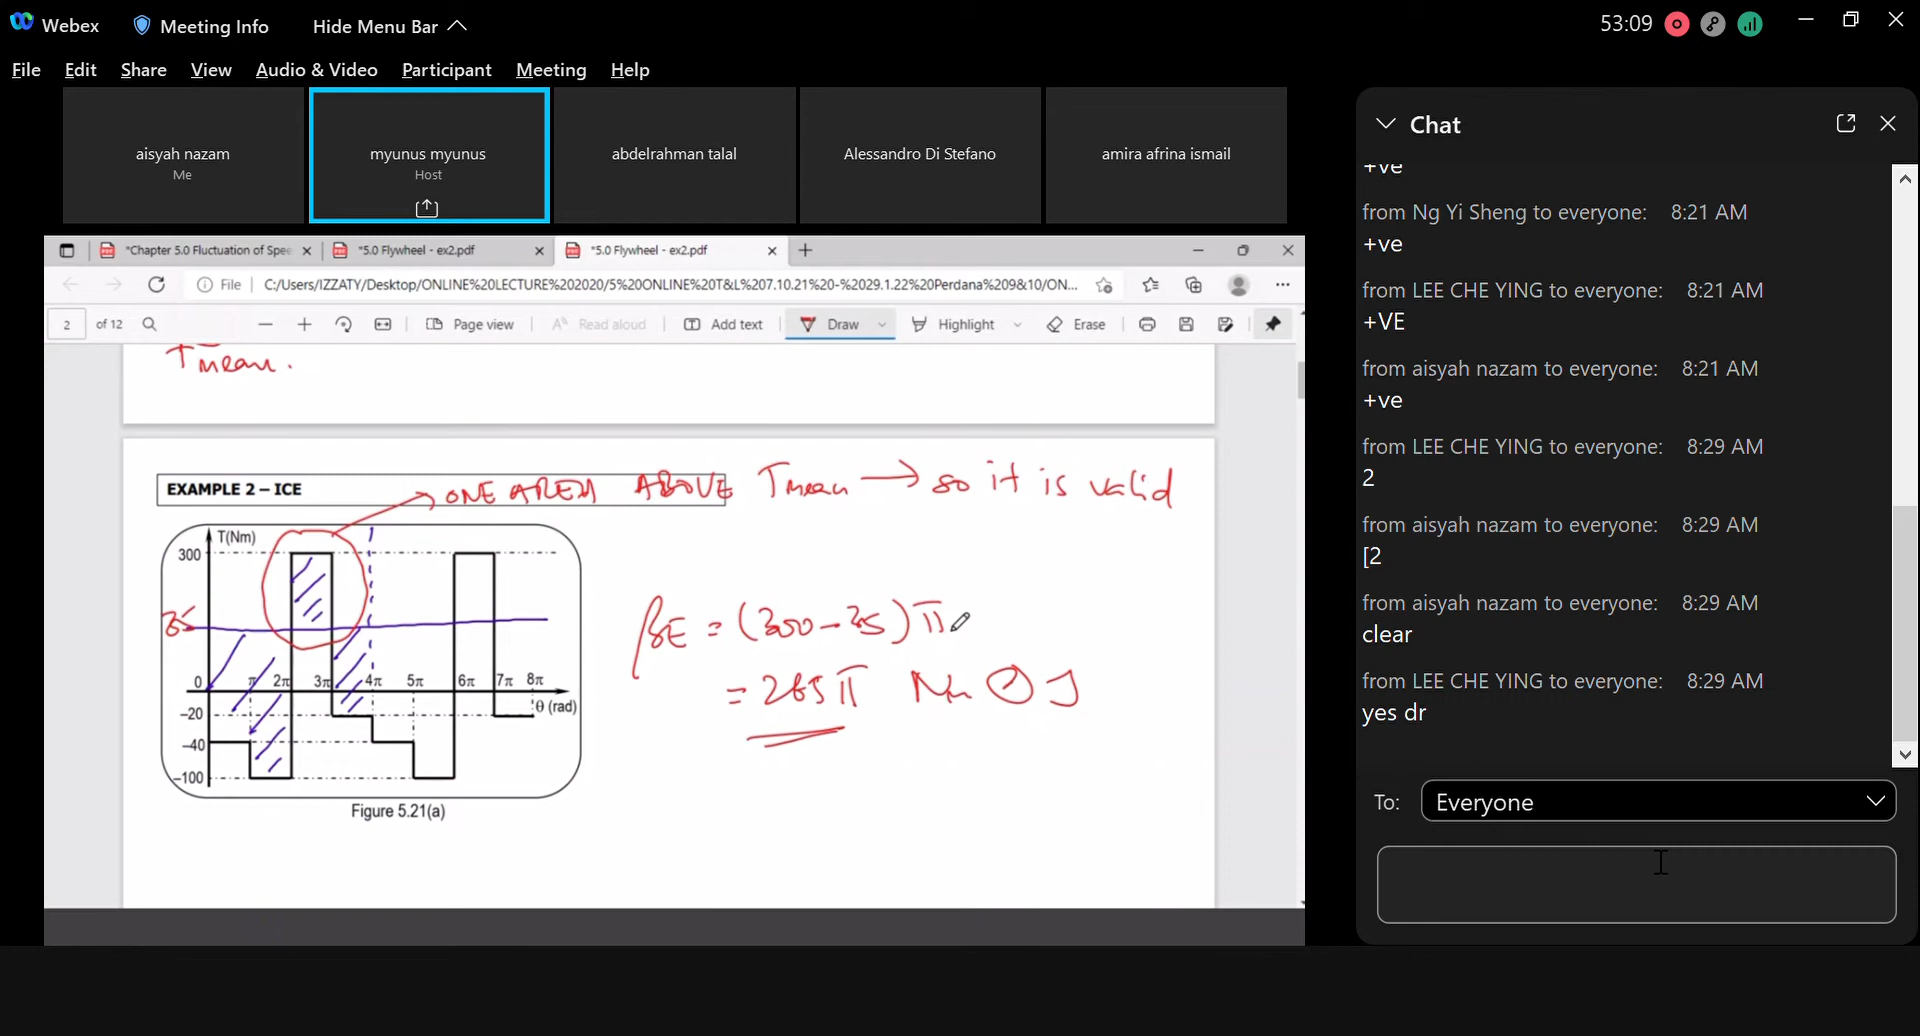 Webex Meeting Info Hide Menu Bar 53:09
File Edit Share View Audio & Video Participant Meeting Help
aisyah nazam
Me
myunus myunus
Host
abdelrahman talal
Alessandro Di Stefano
amira afrina ismail
*Chapter 5.0 Fluctuation of Spee
*5.0 Flywheel - ex2.pdf
*5.0 Flywheel - ex2.pdf
File C:/Users/IZZATY/Desktop/ONLINE%20LECTURE%202020/5%20ONLINE%20T&L%207.10.21%20-%2029.1.22%20Perdana%209&10/ON...
2 of 12 Page view Read aloud Add text Draw Highlight Erase
Tmean.
EXAMPLE 2 – ICE
ONE AREA ABOVE Tmean → so it is valid
T(Nm)
300
0 π 2π 3π 4π 5π 6π 7π 8π
θ (rad)
–20
–40
–100
Figure 5.21(a)
βE = (300-35)π
= 265π Nm J
Chat
+ve
from Ng Yi Sheng to everyone: 8:21 AM
+ve
from LEE CHE YING to everyone: 8:21 AM
+VE
from aisyah nazam to everyone: 8:21 AM
+ve
from LEE CHE YING to everyone: 8:29 AM
2
from aisyah nazam to everyone: 8:29 AM
[2
from aisyah nazam to everyone: 8:29 AM
clear
from LEE CHE YING to everyone: 8:29 AM
yes dr
To: Everyone